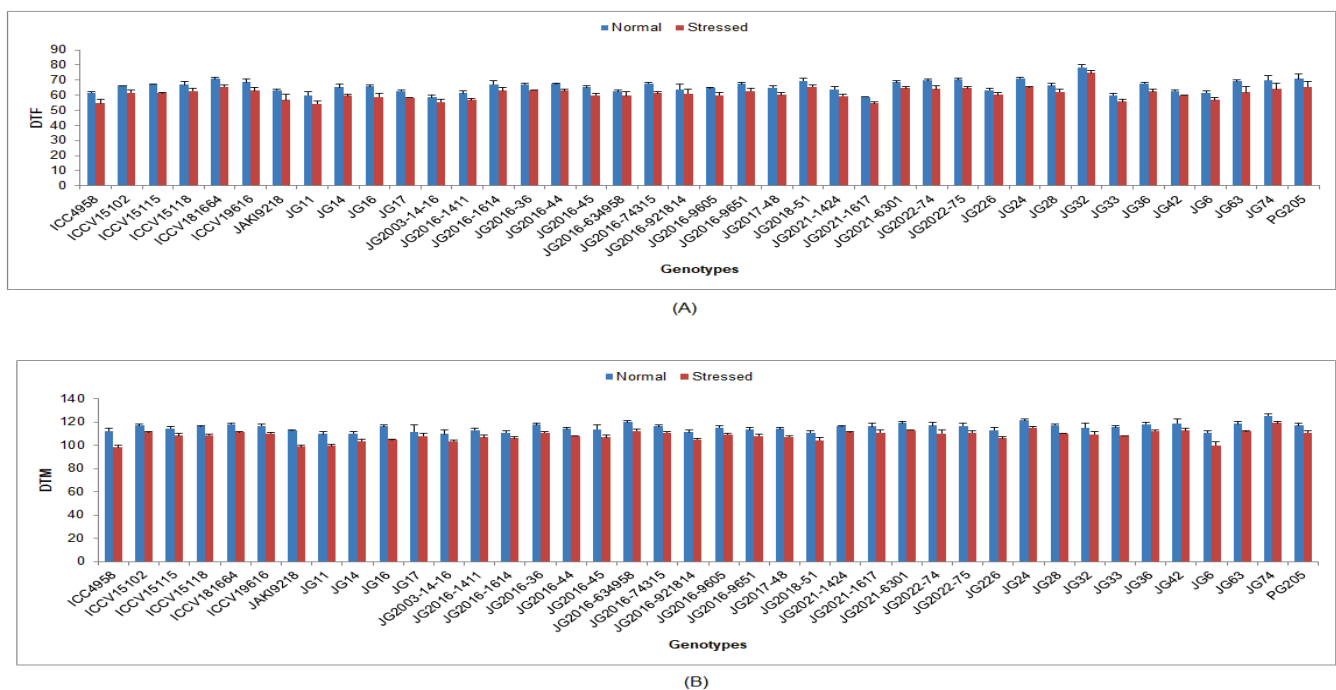 Normal Stressed
90
80
70
60
50
40
30
20
10
0
DTF
ICC4958
ICCV15102
ICCV15115
ICCV15118
ICCV181664
ICCV19616
JAKI9218
JG11
JG14
JG16
JG17
JG2003-14-16
JG2016-1411
JG2016-1614
JG2016-36
JG2016-44
JG2016-45
JG2016-634958
JG2016-74315
JG2016-921814
JG2016-9605
JG2016-9651
JG2017-48
JG2018-51
JG2021-1424
JG2021-1617
JG2021-6301
JG2022-74
JG2022-75
JG226
JG24
JG28
JG32
JG33
JG36
JG42
JG6
JG63
JG74
PG205
Genotypes
(A)
Normal Stressed
140
120
100
80
60
40
20
0
DTM
ICC4958
ICCV15102
ICCV15115
ICCV15118
ICCV181664
ICCV19616
JAKI9218
JG11
JG14
JG16
JG17
JG2003-14-16
JG2016-1411
JG2016-1614
JG2016-36
JG2016-44
JG2016-45
JG2016-634958
JG2016-74315
JG2016-921814
JG2016-9605
JG2016-9651
JG2017-48
JG2018-51
JG2021-1424
JG2021-1617
JG2021-6301
JG2022-74
JG2022-75
JG226
JG24
JG28
JG32
JG33
JG36
JG42
JG6
JG63
JG74
PG205
Genotypes
(B)